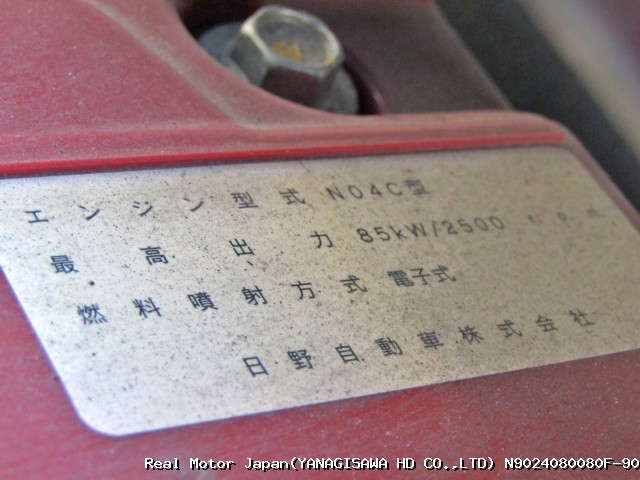 エンジン型式 N04C型
最高出力 85kW/2500 rpm
燃料噴射方式 電子式
日野自動車株式会社
Real Motor Japan(YANAGISAWA HD CO.,LTD) N9024080080F-90